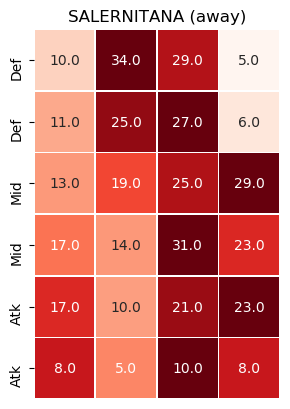 SALERNITANA (away)
Def 10.0 34.0 29.0 5.0
Def 11.0 25.0 27.0 6.0
Mid 13.0 19.0 25.0 29.0
Mid 17.0 14.0 31.0 23.0
Atk 17.0 10.0 21.0 23.0
Atk 8.0 5.0 10.0 8.0